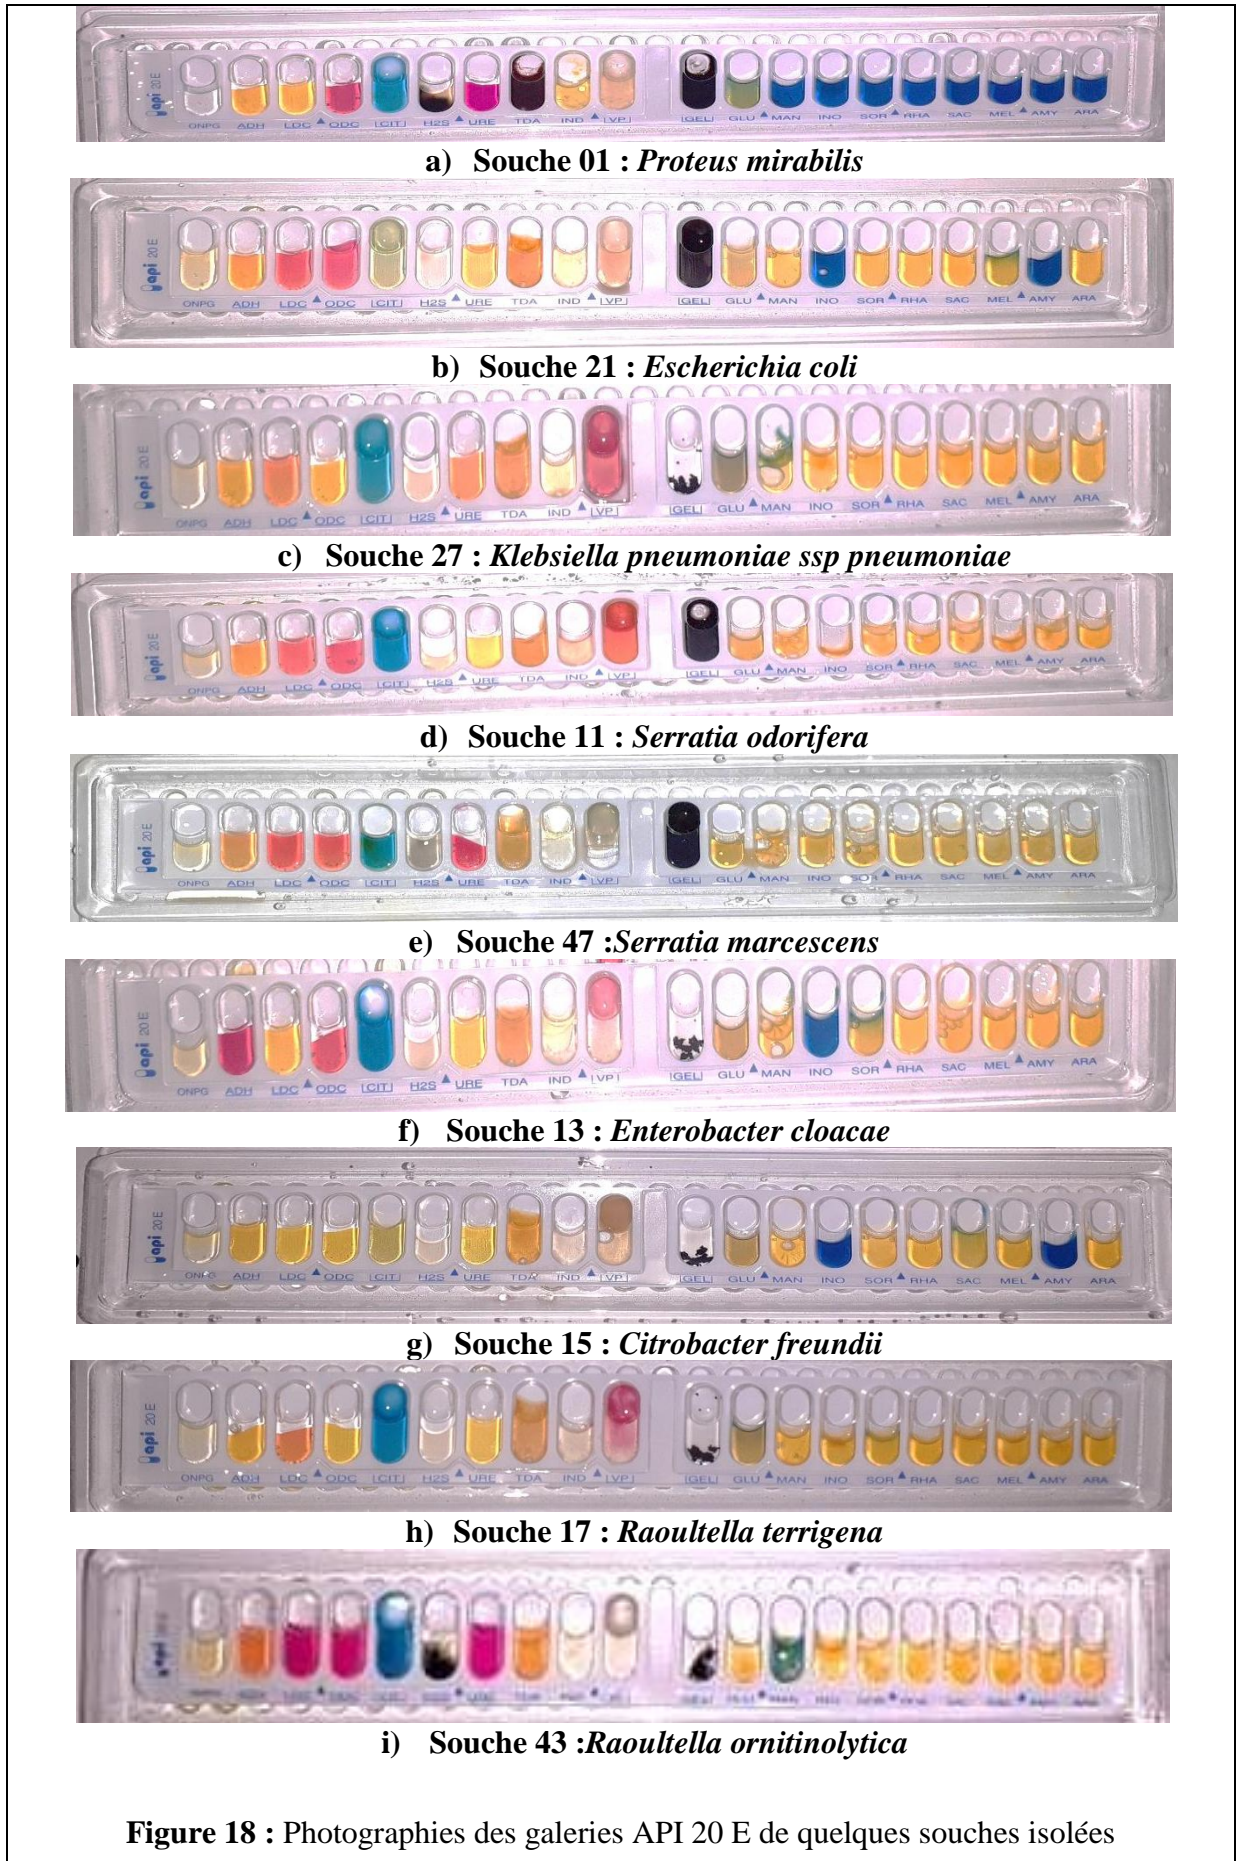 api 20 E
ONPG ADH LDC ODC |CIT| H2S URE TDA IND |VP| |GEL| GLU MAN INO SOR RHA SAC MEL AMY ARA
a) Souche 01 : Proteus mirabilis
api 20 E
ONPG ADH LDC ODC |CIT| H2S URE TDA IND |VP| |GEL| GLU MAN INO SOR RHA SAC MEL AMY ARA
b) Souche 21 : Escherichia coli
api 20 E
ONPG ADH LDC ODC |CIT| H2S URE TDA IND |VP| |GEL| GLU MAN INO SOR RHA SAC MEL AMY ARA
c) Souche 27 : Klebsiella pneumoniae ssp pneumoniae
api 20 E
ONPG ADH LDC ODC |CIT| H2S URE TDA IND |VP| |GEL| GLU MAN INO SOR RHA SAC MEL AMY ARA
d) Souche 11 : Serratia odorifera
api 20 E
ONPG ADH LDC ODC |CIT| H2S URE TDA IND |VP| |GEL| GLU MAN INO SOR RHA SAC MEL AMY ARA
e) Souche 47 :Serratia marcescens
api 20 E
ONPG ADH LDC ODC |CIT| H2S URE TDA IND |VP| |GEL| GLU MAN INO SOR RHA SAC MEL AMY ARA
f) Souche 13 : Enterobacter cloacae
api 20 E
ONPG ADH LDC ODC |CIT| H2S URE TDA IND |VP| |GEL| GLU MAN INO SOR RHA SAC MEL AMY ARA
g) Souche 15 : Citrobacter freundii
api 20 E
ONPG ADH LDC ODC |CIT| H2S URE TDA IND |VP| |GEL| GLU MAN INO SOR RHA SAC MEL AMY ARA
h) Souche 17 : Raoultella terrigena
api
i) Souche 43 :Raoultella ornitinolytica
Figure 18 : Photographies des galeries API 20 E de quelques souches isolées